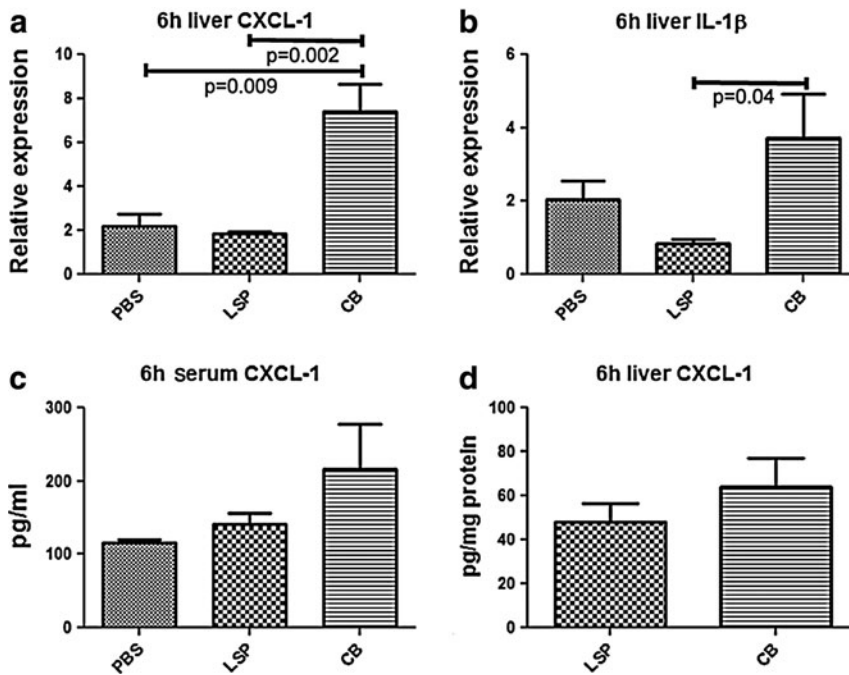 a
6h liver CXCL-1
Relative expression
10
8
6
4
2
0
p=0.002
p=0.009
PBS
LSP
CB
b
6h liver IL-1β
Relative expression
6
4
2
0
p=0.04
PBS
LSP
CB
c
6h serum CXCL-1
pg/ml
300
200
100
0
PBS
LSP
CB
d
6h liver CXCL-1
pg/mg protein
100
80
60
40
20
0
LSP
CB